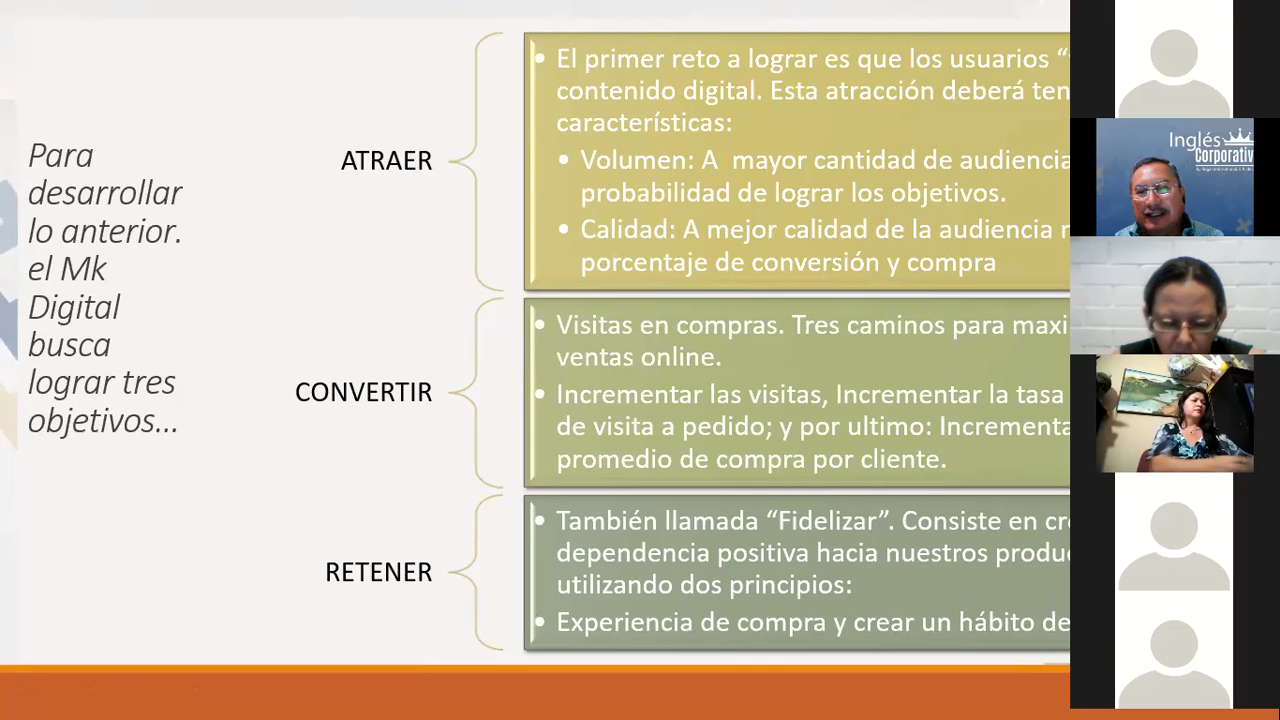 Para
desarrollar
lo anterior.
el Mk
Digital
busca
lograr tres
objetivos...
ATRAER
• El primer reto a lograr es que los usuarios “
contenido digital. Esta atracción deberá ten
características:
• Volumen: A mayor cantidad de audiencia
probabilidad de lograr los objetivos.
• Calidad: A mejor calidad de la audiencia
porcentaje de conversión y compra
CONVERTIR
• Visitas en compras. Tres caminos para maxi
ventas online.
• Incrementar las visitas, Incrementar la tasa
de visita a pedido; y por ultimo: Incrementa
promedio de compra por cliente.
RETENER
• También llamada “Fidelizar”. Consiste en cr
dependencia positiva hacia nuestros produ
utilizando dos principios:
• Experiencia de compra y crear un hábito de
Inglés
Corporativ